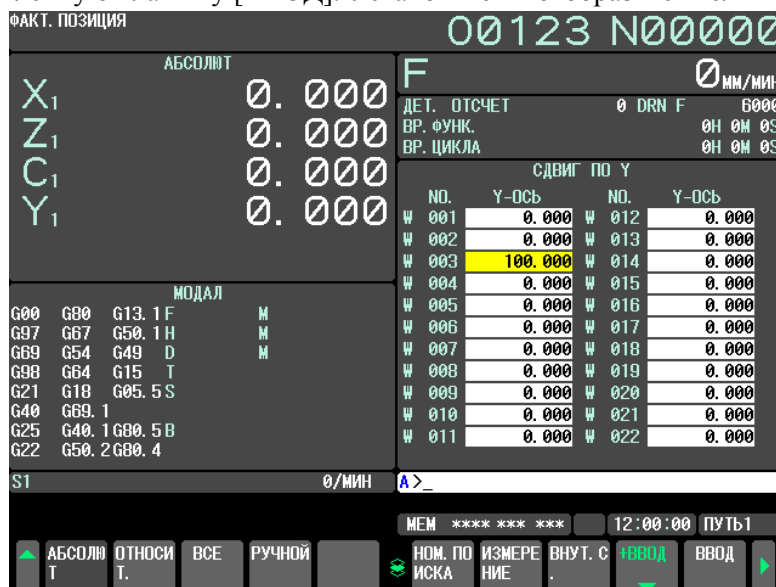 ФАКТ. ПОЗИЦИЯ
O0123 N00000
АБСОЛЮТ
X1 0.000
Z1 0.000
C1 0.000
Y1 0.000
F 0 ММ/МИН
ДЕТ. ОТСЧЕТ 0 DRN F 6000
ВР. ФУНК. 0H 0M 0S
ВР. ЦИКЛА 0H 0M 0S
СДВИГ ПО Y
NO. Y-ОСЬ NO. Y-ОСЬ
W 001 0.000 W 012 0.000
W 002 0.000 W 013 0.000
W 003 100.000 W 014 0.000
W 004 0.000 W 015 0.000
W 005 0.000 W 016 0.000
W 006 0.000 W 017 0.000
W 007 0.000 W 018 0.000
W 008 0.000 W 019 0.000
W 009 0.000 W 020 0.000
W 010 0.000 W 021 0.000
W 011 0.000 W 022 0.000
МОДАЛ
G00 G80 G13.1 F M
G97 G67 G50.1 H M
G69 G54 G49 D M
G98 G64 G15 T
G21 G18 G05.5 S
G40 G69.1
G25 G40.1 G80.5 B
G22 G50.2 G80.4
S1 0/МИН
A>_
MEM **** *** *** 12:00:00 ПУТЬ1
АБСОЛЮТ ОТНОСИТ. ВСЕ РУЧНОЙ
НОМ. ПОИСКА ИЗМЕРЕНИЕ ВНУТ. С. +ВВОД ВВОД